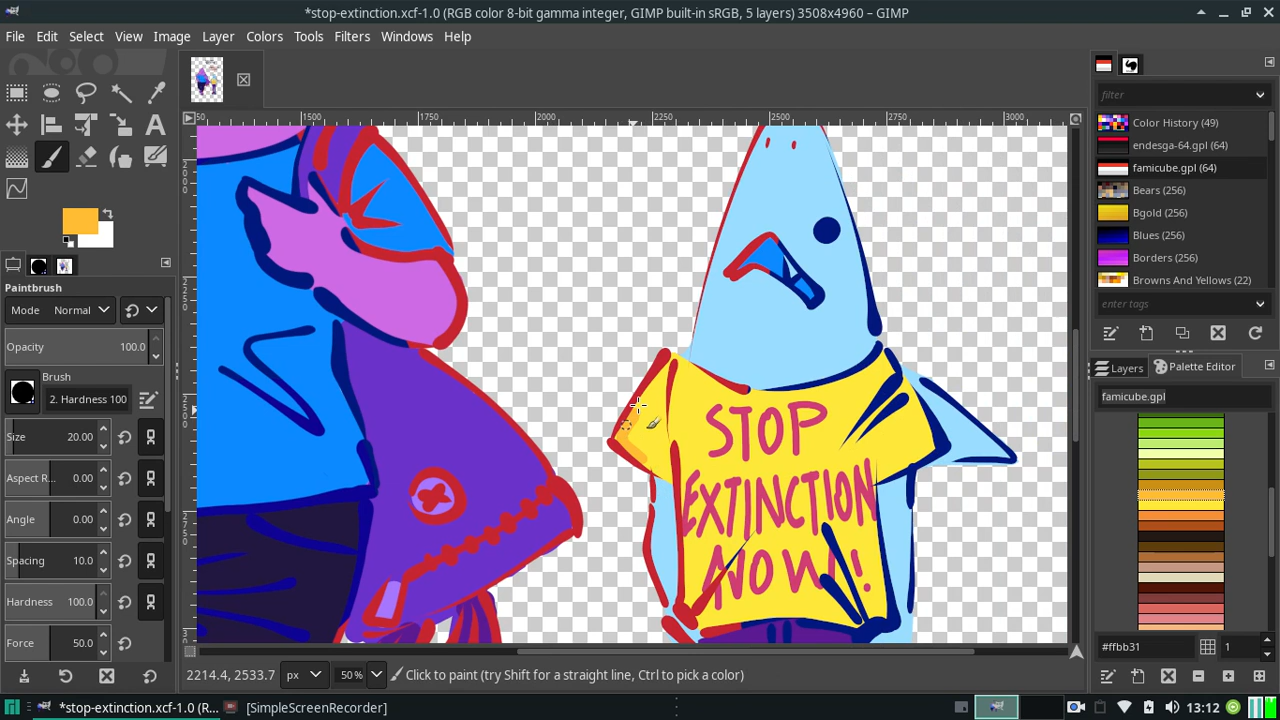 *stop-extinction.xcf-1.0 (RGB color 8-bit gamma integer, GIMP built-in sRGB, 5 layers) 3508x4960 – GIMP
File Edit Select View Image Layer Colors Tools Filters Windows Help
1500 1750 2000 2250 2500 2750 3000
filter
Color History (49)
endesga-64.gpl (64)
famicube.gpl (64)
Bears (256)
Bgold (256)
Blues (256)
Borders (256)
Browns And Yellows (22)
enter tags
Layers Palette Editor
famicube.gpl
#ffbb31 1
Paintbrush
Mode Normal
Opacity 100.0
Brush
2. Hardness 100
Size 20.00
Aspect R... 0.00
Angle 0.00
Spacing 10.0
Hardness 100.0
Force 50.0
STOP
EXTINCTION
NOW!
2214.4, 2533.7 px 50% Click to paint (try Shift for a straight line, Ctrl to pick a color)
*stop-extinction.xcf-1.0 (R... [SimpleScreenRecorder] 13:12